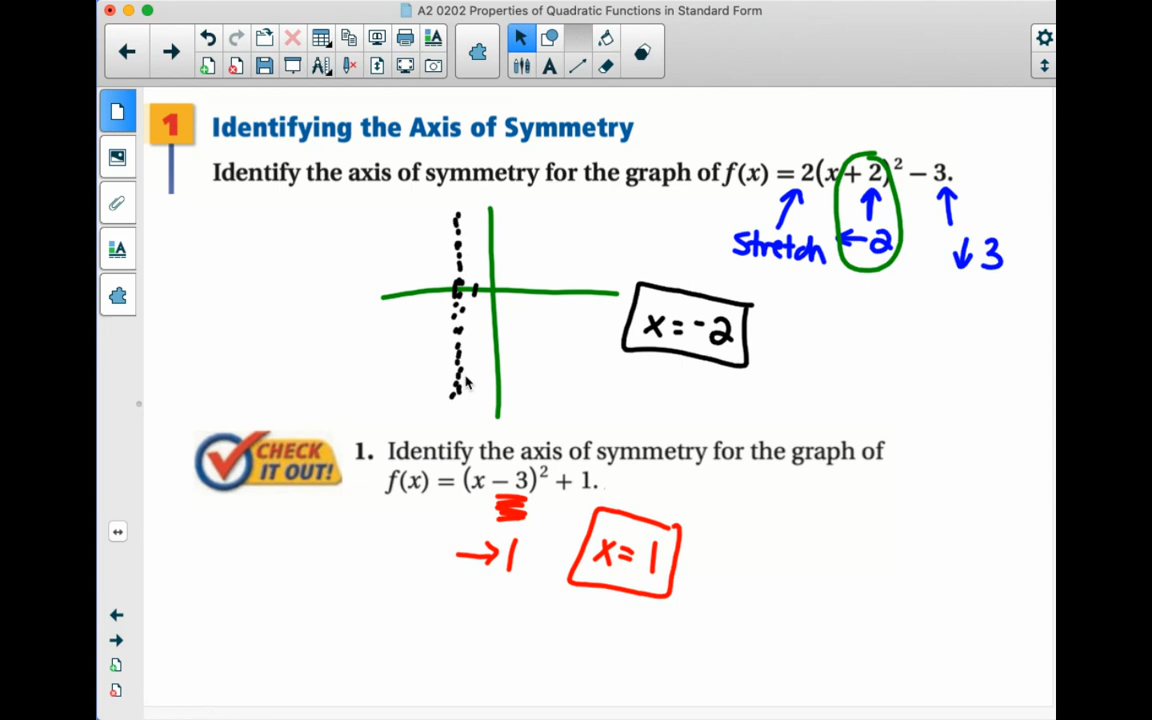 A2 0202 Properties of Quadratic Functions in Standard Form
1 Identifying the Axis of Symmetry
Identify the axis of symmetry for the graph of f(x) = 2(x + 2)² − 3.
Stretch ←2 ↓3
x = -2
CHECK IT OUT!
1. Identify the axis of symmetry for the graph of
f(x) = (x − 3)² + 1.
→1
x = 1